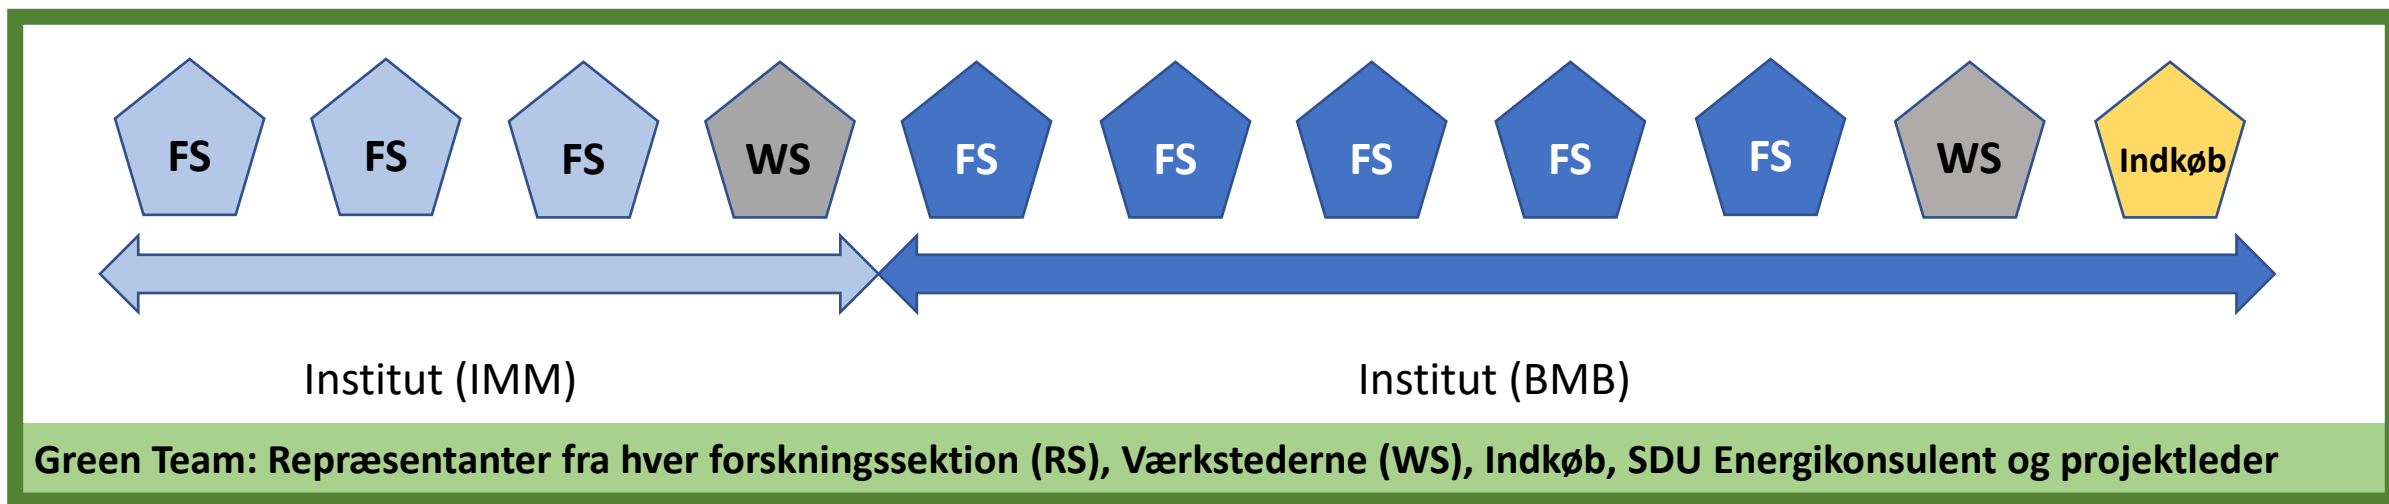 FS FS FS WS FS FS FS FS FS WS Indkøb
Institut (IMM) Institut (BMB)
Green Team: Repræsentanter fra hver forskningssektion (RS), Værkstederne (WS), Indkøb, SDU Energikonsulent og projektleder